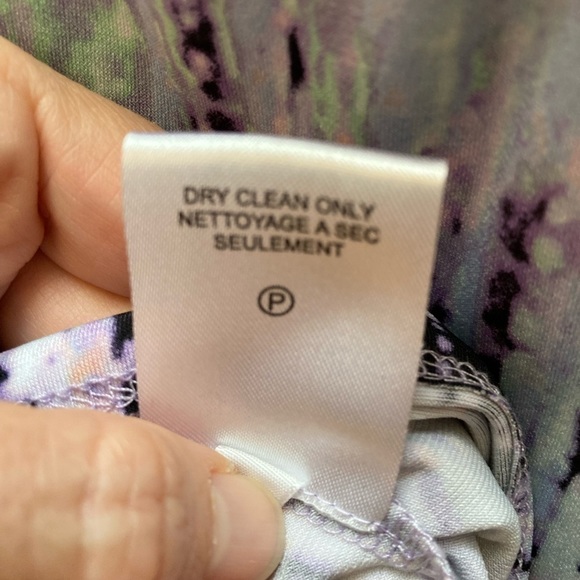 DRY CLEAN ONLY
NETTOYAGE A SEC
SEULEMENT
P